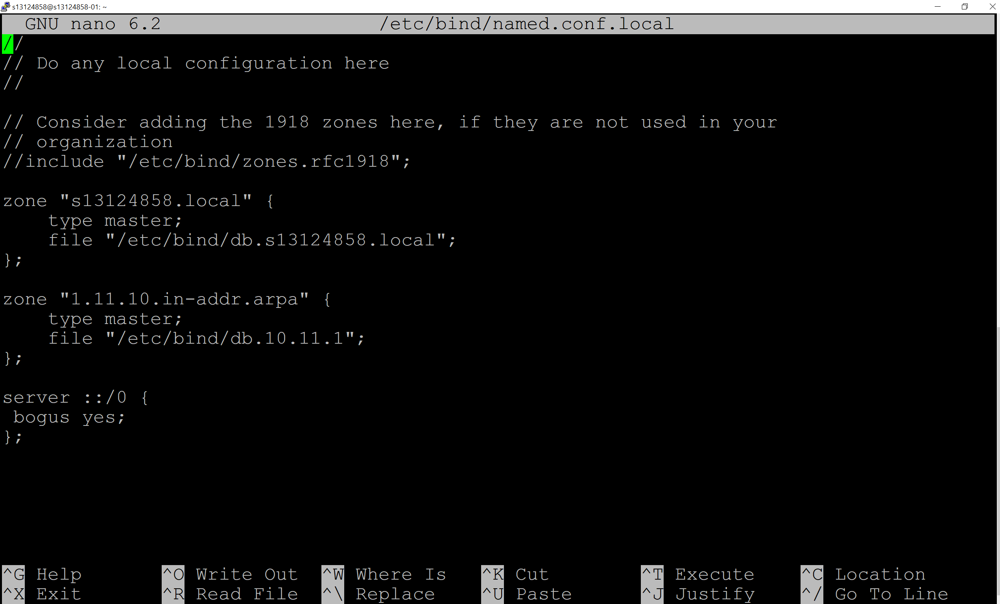 s13124858@s13124858-01: ~
GNU nano 6.2 /etc/bind/named.conf.local
//
// Do any local configuration here
//
// Consider adding the 1918 zones here, if they are not used in your
// organization
//include "/etc/bind/zones.rfc1918";
zone "s13124858.local" {
type master;
file "/etc/bind/db.s13124858.local";
};
zone "1.11.10.in-addr.arpa" {
type master;
file "/etc/bind/db.10.11.1";
};
server ::/0 {
bogus yes;
};
^G Help ^O Write Out ^W Where Is ^K Cut ^T Execute ^C Location
^X Exit ^R Read File ^\ Replace ^U Paste ^J Justify ^/ Go To Line